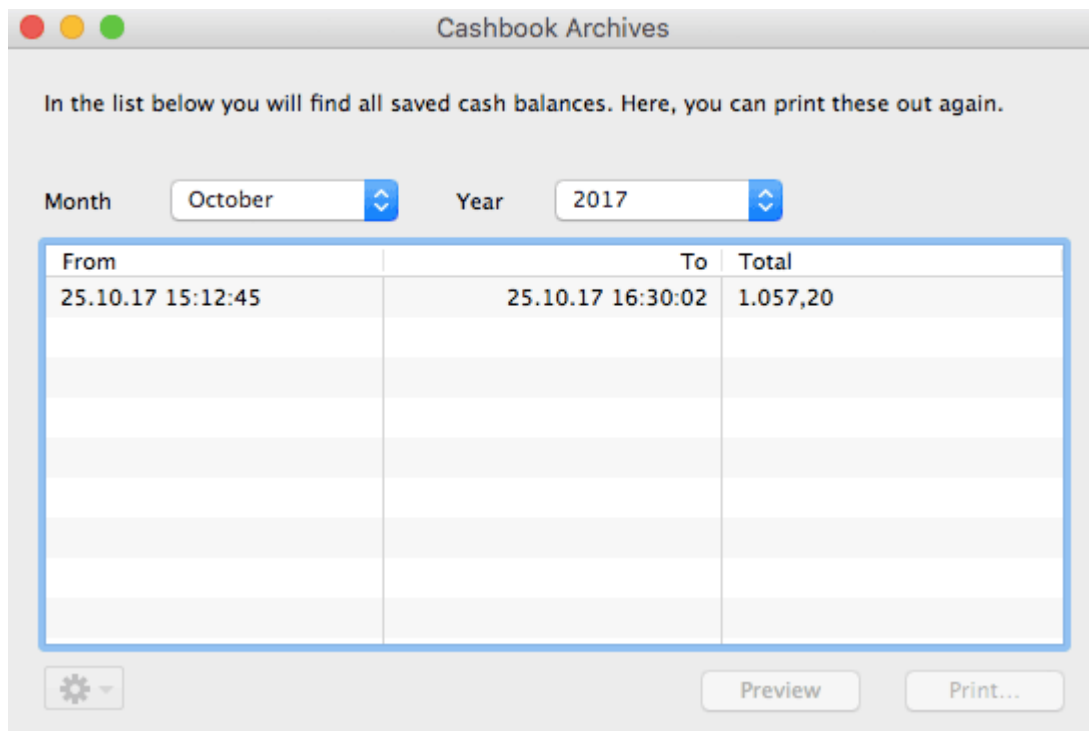 Cashbook Archives
In the list below you will find all saved cash balances. Here, you can print these out again.
Month October Year 2017
From To Total
25.10.17 15:12:45 25.10.17 16:30:02 1.057,20
Preview Print...